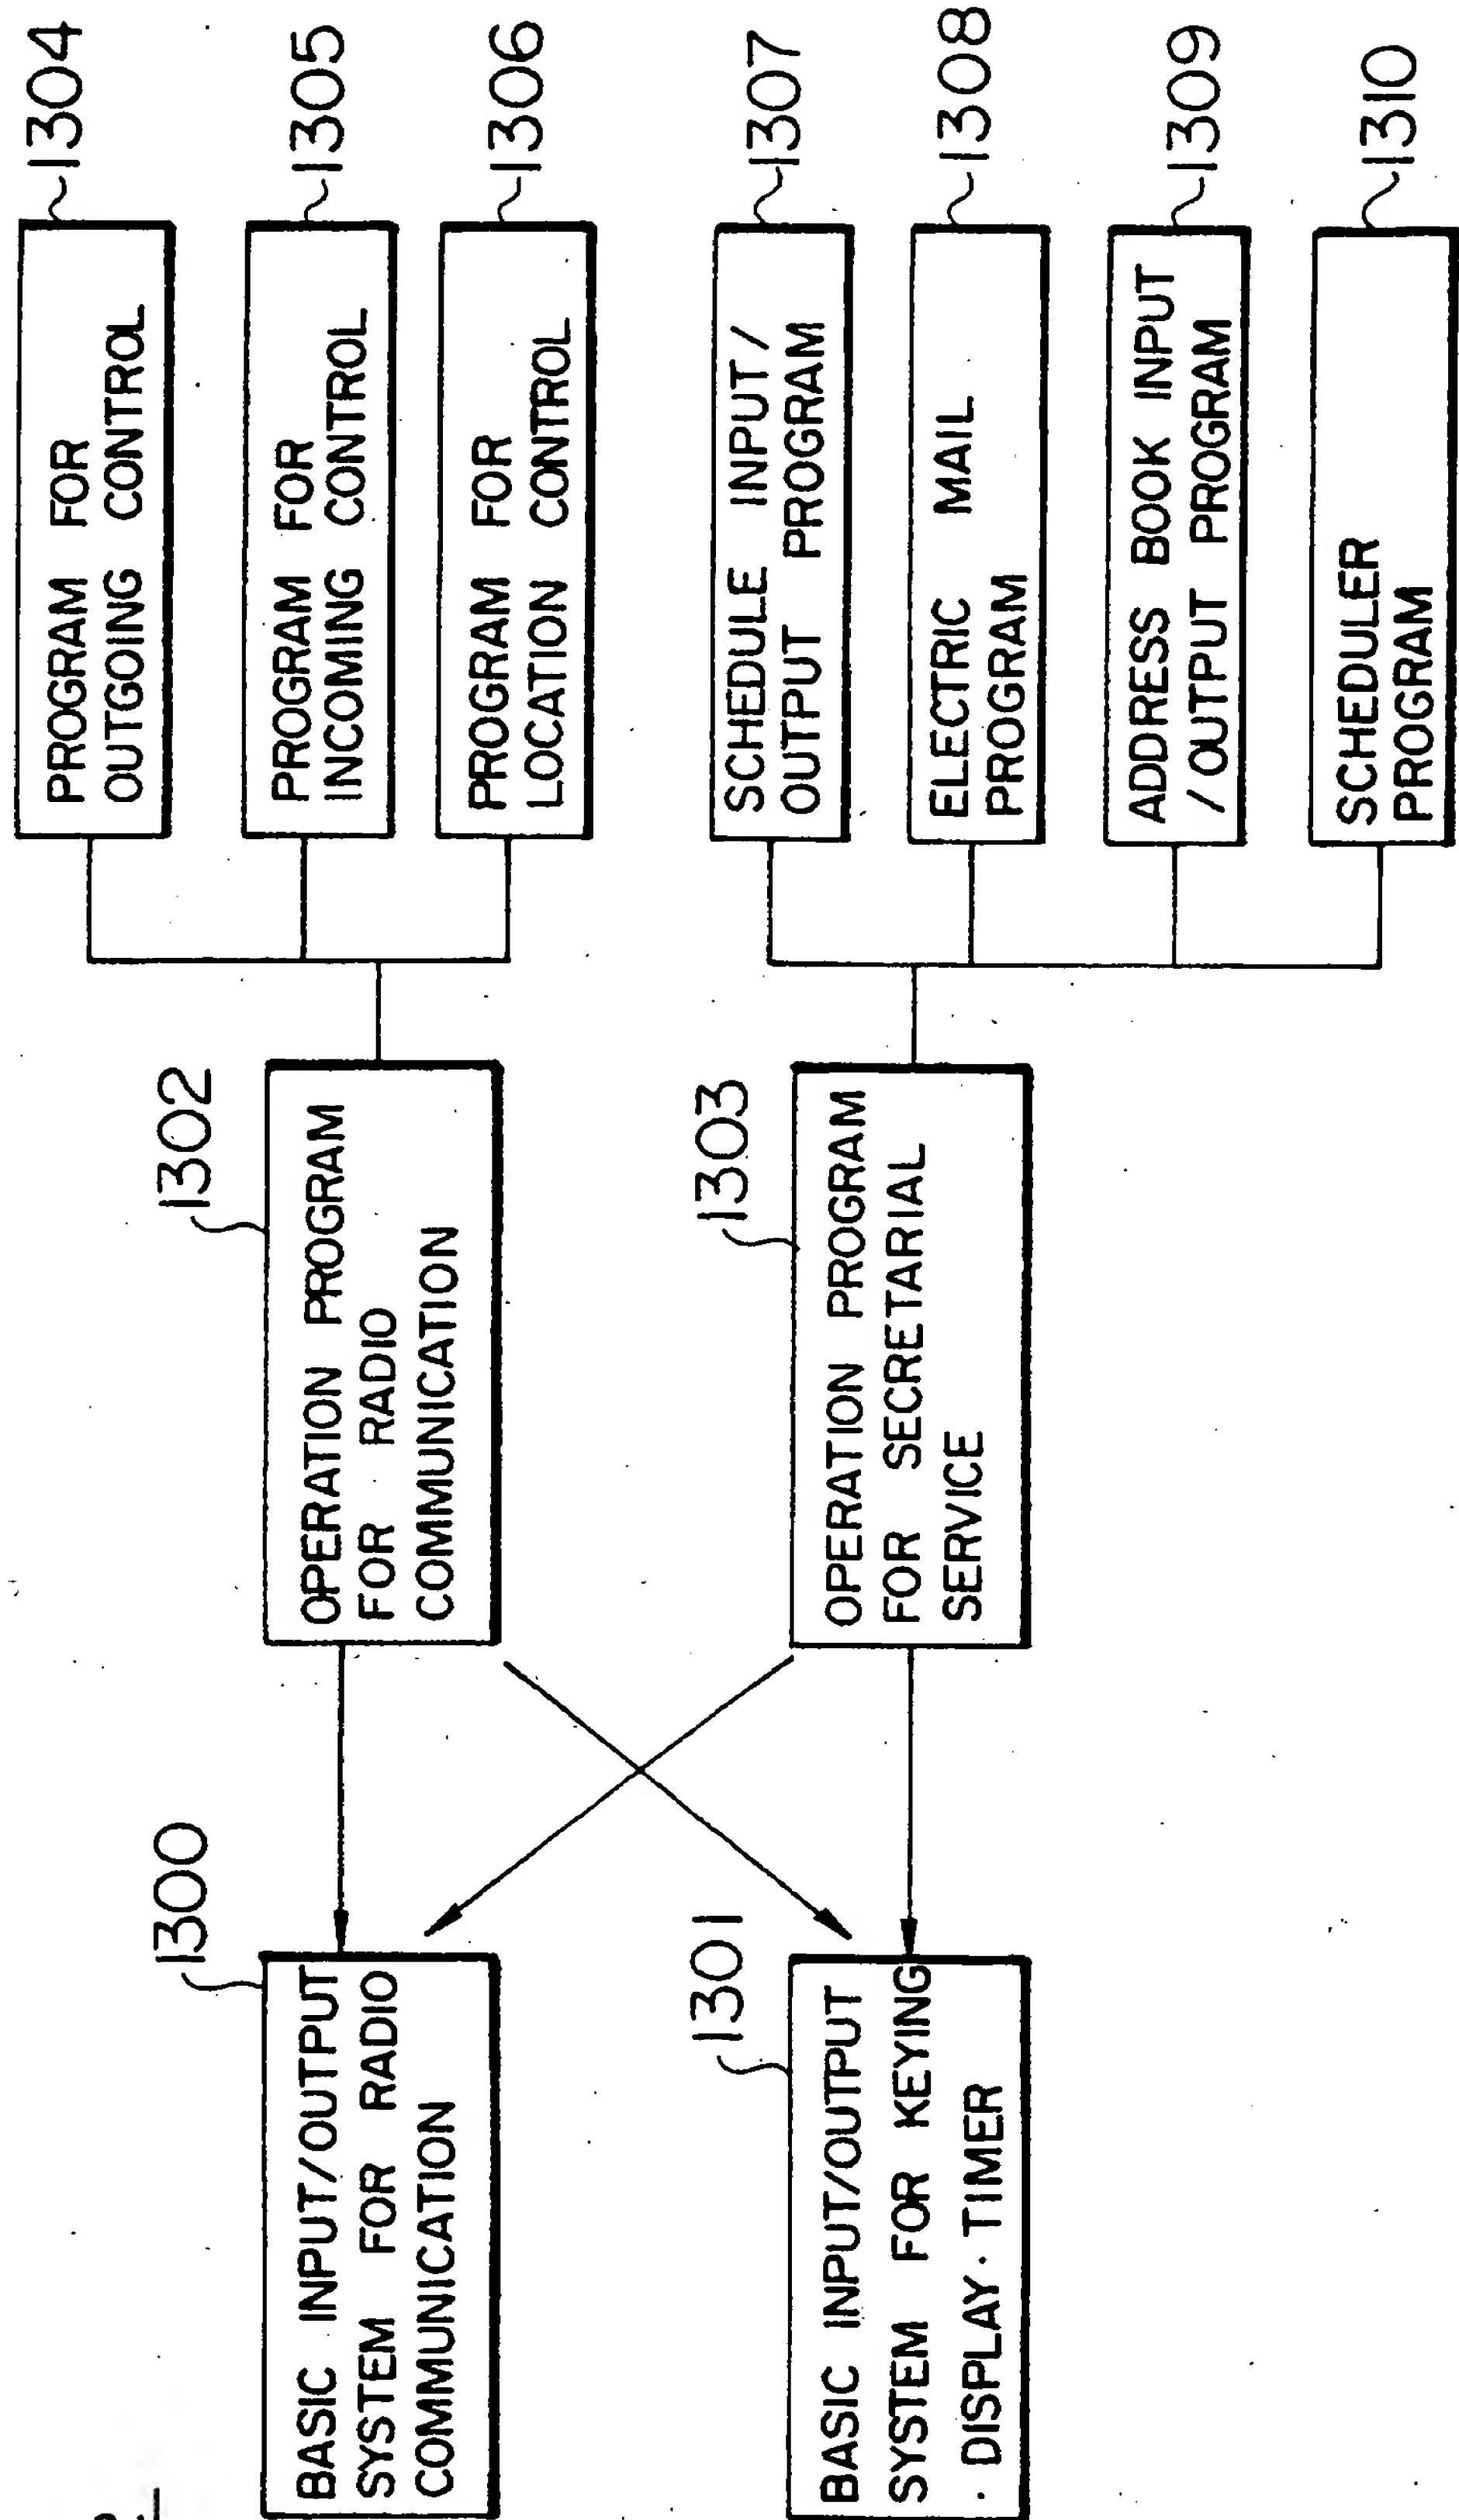 1300
BASIC INPUT/OUTPUT
SYSTEM FOR RADIO
COMMUNICATION
1301
BASIC INPUT/OUTPUT
SYSTEM FOR KEYING
· DISPLAY · TIMER
1302
OPERATION PROGRAM
FOR RADIO
COMMUNICATION
1303
OPERATION PROGRAM
FOR SECRETARIAL
SERVICE
PROGRAM FOR
OUTGOING CONTROL
1304
PROGRAM FOR
INCOMING CONTROL
1305
PROGRAM FOR
LOCATION CONTROL
1306
SCHEDULE INPUT/
OUTPUT PROGRAM
1307
ELECTRIC MAIL
PROGRAM
1308
ADDRESS BOOK INPUT
/OUTPUT PROGRAM
1309
SCHEDULER
PROGRAM
1310